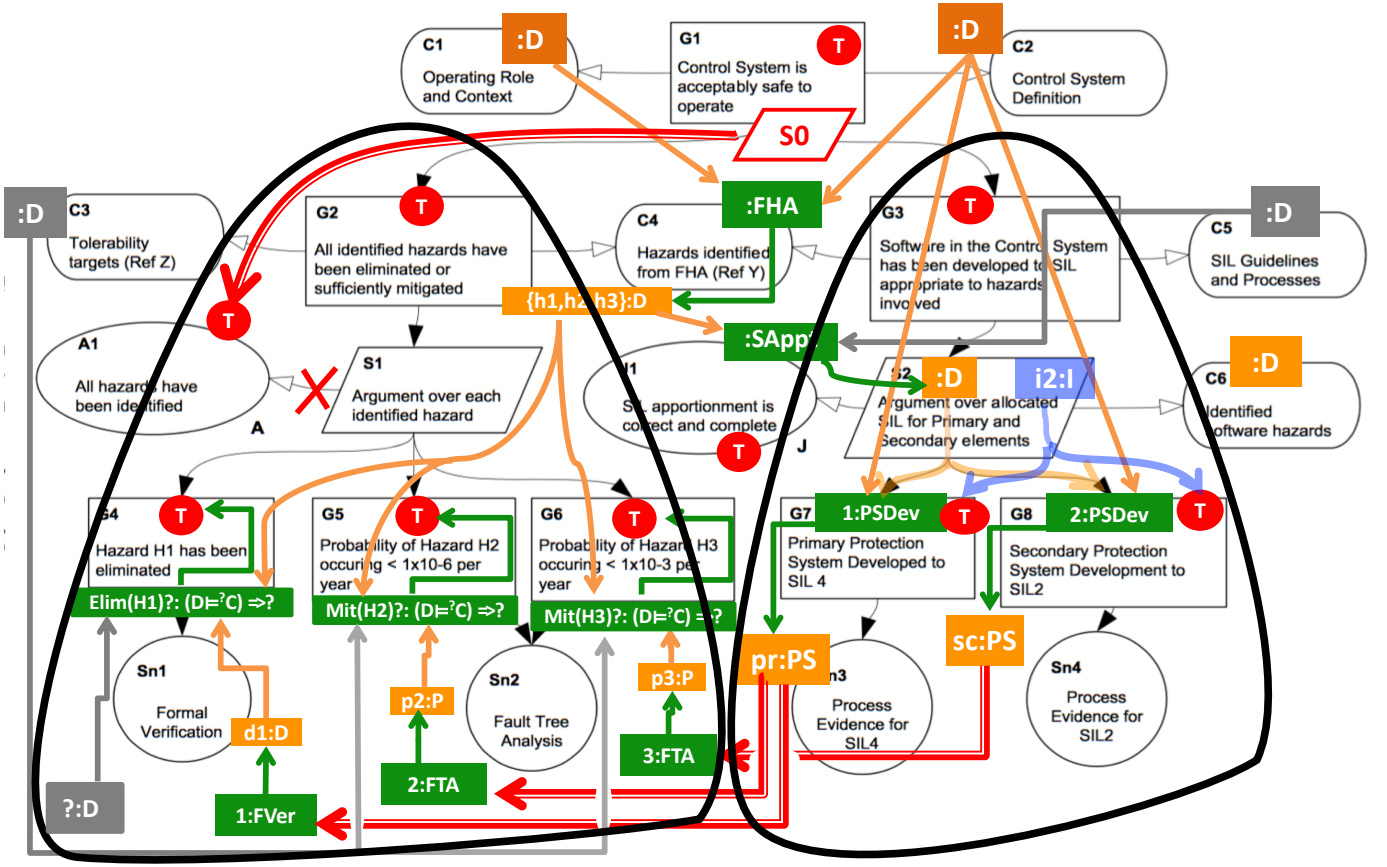 C1
:D
Operating Role
and Context
G1
T
Control System is
acceptably safe to
operate
:D
C2
Control System
Definition
S0
:D
C3
Tolerability
targets (Ref Z)
G2
T
All identified hazards have
been eliminated or
sufficiently mitigated
:FHA
C4
Hazards identified
from FHA (Ref Y)
G3
T
Software in the Control System
has been developed to SIL
appropriate to hazards
involved
:D
C5
SIL Guidelines
and Processes
{h1,h2,h3}:D
T
A1
All hazards have
been identified
A
S1
Argument over each
identified hazard
:SAppt
J1
SIL apportionment is
correct and complete
J
T
S2
:D
i2:I
Argument over allocated
SIL for Primary and
Secondary elements
:D
C6
Identified
software hazards
G4
T
Hazard H1 has been
eliminated
Elim(H1)?: (D⊨?C) =>?
G5
T
Probability of Hazard H2
occuring < 1x10-6 per
year
Mit(H2)?: (D⊨?C) =>?
G6
T
Probability of Hazard H3
occuring < 1x10-3 per
year
Mit(H3)?: (D⊨?C) =>?
G7
1:PSDev
T
Primary Protection
System Developed to
SIL 4
G8
2:PSDev
T
Secondary Protection
System Development to
SIL2
Sn1
Formal
Verification
d1:D
?:D
1:FVer
p2:P
2:FTA
Sn2
Fault Tree
Analysis
p3:P
3:FTA
pr:PS
Sn3
Process
Evidence for
SIL4
sc:PS
Sn4
Process
Evidence for
SIL2